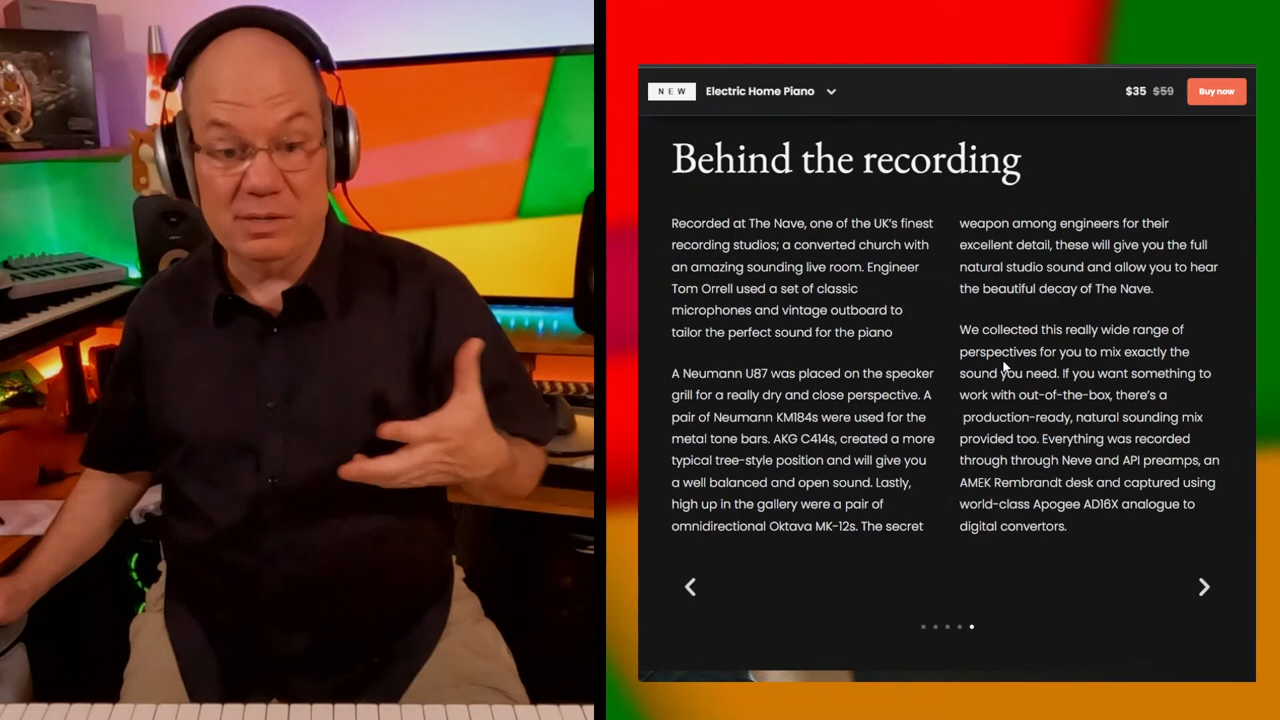 NEW
Electric Home Piano
$35 $59
Buy now
Behind the recording
Recorded at The Nave, one of the UK's finest
recording studios; a converted church with
an amazing sounding live room. Engineer
Tom Orrell used a set of classic
microphones and vintage outboard to
tailor the perfect sound for the piano
A Neumann U87 was placed on the speaker
grill for a really dry and close perspective. A
pair of Neumann KM184s were used for the
metal tone bars. AKG C414s, created a more
typical tree-style position and will give you
a well balanced and open sound. Lastly,
high up in the gallery were a pair of
omnidirectional Oktava MK-12s. The secret
weapon among engineers for their
excellent detail, these will give you the full
natural studio sound and allow you to hear
the beautiful decay of The Nave.
We collected this really wide range of
perspectives for you to mix exactly the
sound you need. If you want something to
work with out-of-the-box, there's a
production-ready, natural sounding mix
provided too. Everything was recorded
through through Neve and API preamps, an
AMEK Rembrandt desk and captured using
world-class Apogee AD16X analogue to
digital convertors.